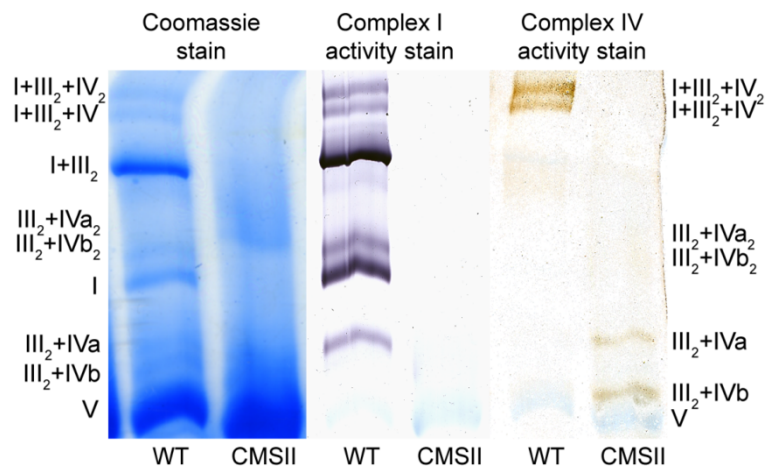 Coomassie
stain
Complex I
activity stain
Complex IV
activity stain
I+III₂+IV₂
I+III₂+IV
I+III₂
III₂+IVa₂
III₂+IVb₂
I
III₂+IVa
III₂+IVb
V
I+III₂+IV₂
I+III₂+IV
III₂+IVa₂
III₂+IVb₂
III₂+IVa
III₂+IVb
V
WT CMSII WT CMSII WT CMSII